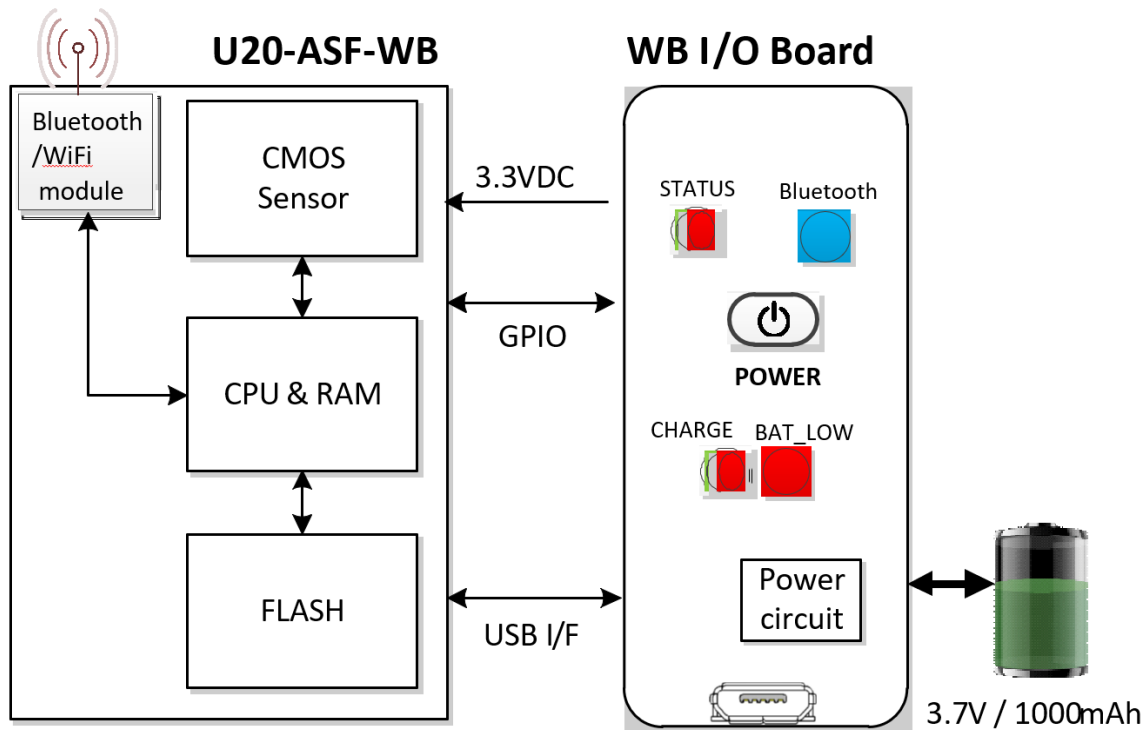 U20-ASF-WB
WB I/O Board
Bluetooth
/WiFi
module
CMOS
Sensor
3.3VDC
STATUS
Bluetooth
GPIO
CPU & RAM
POWER
CHARGE
BAT_LOW
FLASH
USB I/F
Power
circuit
3.7V / 1000mAh